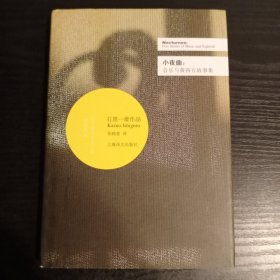 Nocturnes:
Five Stories of Music and Nightfall
小夜曲：
音乐与黄昏五故事集
石黑一雄作品
Kazuo Ishiguro
张晓意 译
上海译文出版社